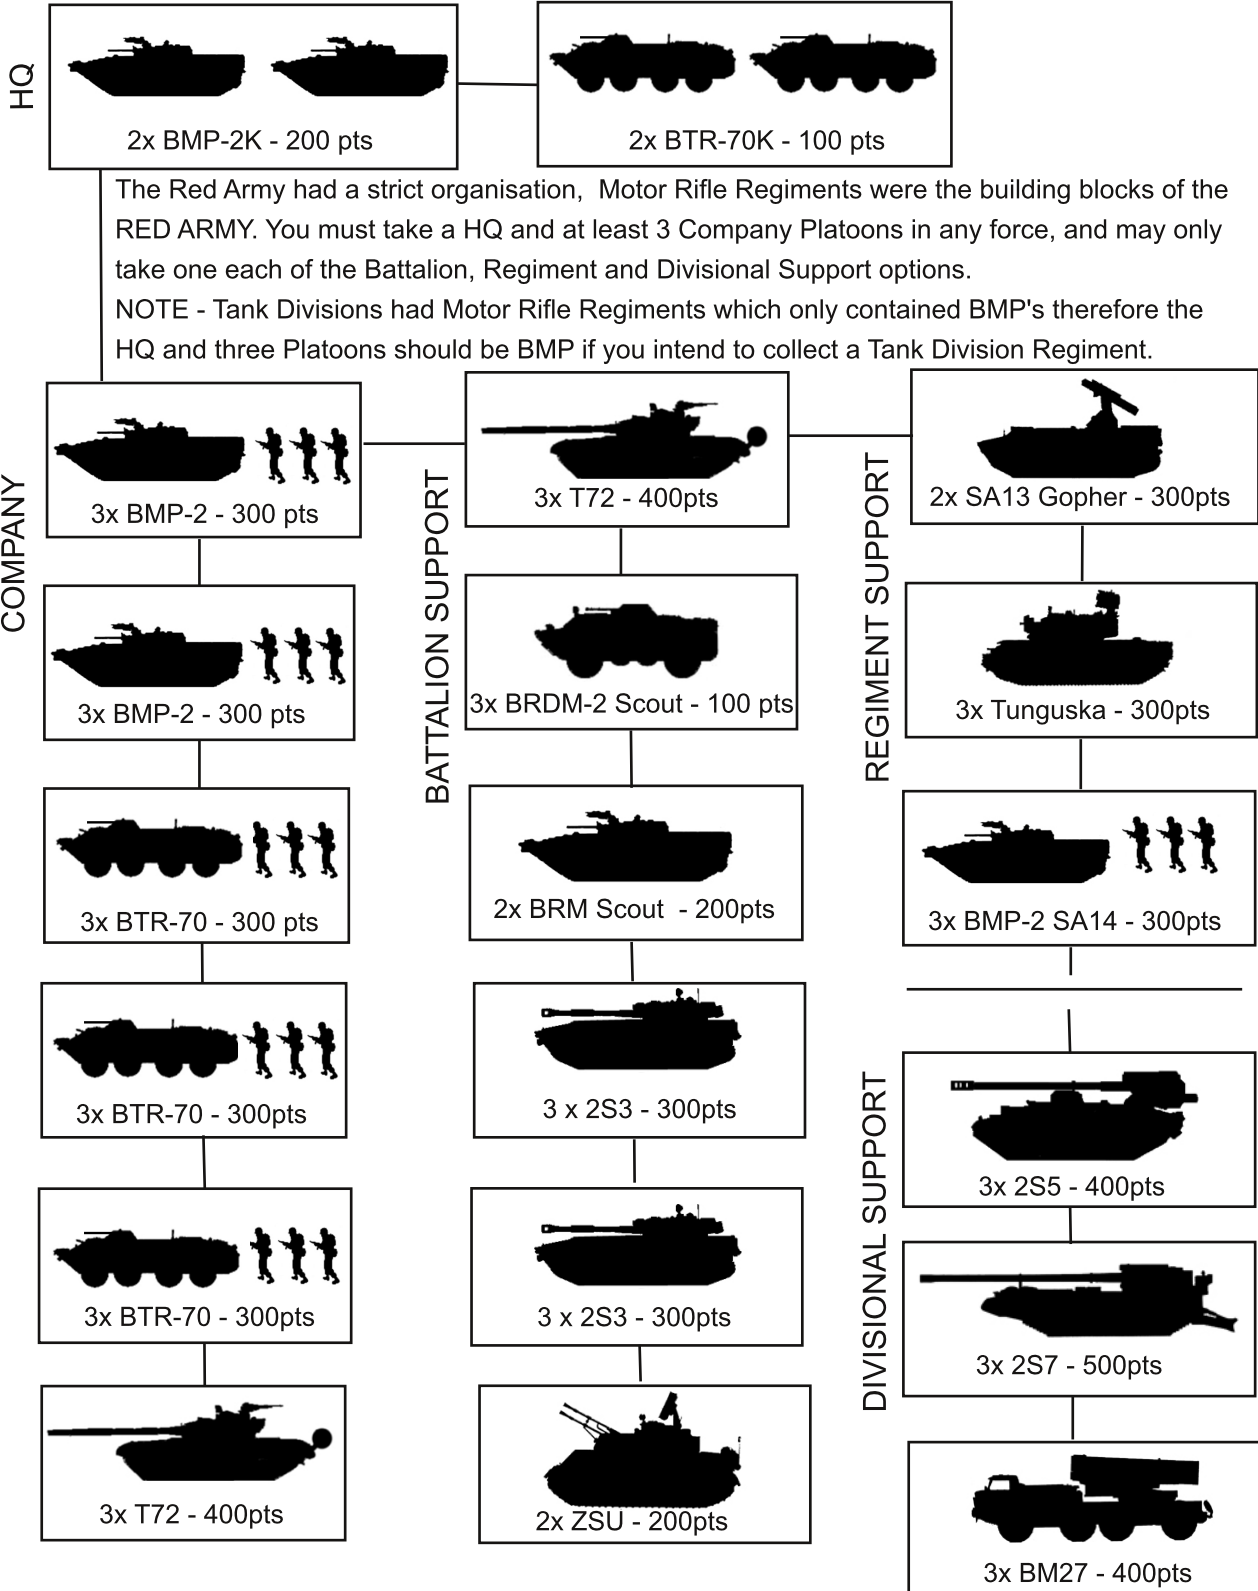 HQ
2x BMP-2K - 200 pts
2x BTR-70K - 100 pts
The Red Army had a strict organisation,  Motor Rifle Regiments were the building blocks of the
RED ARMY. You must take a HQ and at least 3 Company Platoons in any force, and may only
take one each of the Battalion, Regiment and Divisional Support options.
NOTE - Tank Divisions had Motor Rifle Regiments which only contained BMP's therefore the
HQ and three Platoons should be BMP if you intend to collect a Tank Division Regiment.
COMPANY
3x BMP-2 - 300 pts
3x BMP-2 - 300 pts
3x BTR-70 - 300 pts
3x BTR-70 - 300pts
3x BTR-70 - 300pts
3x T72 - 400pts
BATTALION SUPPORT
3x T72 - 400pts
3x BRDM-2 Scout - 100 pts
2x BRM Scout  - 200pts
3 x 2S3 - 300pts
3 x 2S3 - 300pts
2x ZSU - 200pts
REGIMENT SUPPORT
2x SA13 Gopher - 300pts
3x Tunguska - 300pts
3x BMP-2 SA14 - 300pts
DIVISIONAL SUPPORT
3x 2S5 - 400pts
3x 2S7 - 500pts
3x BM27 - 400pts